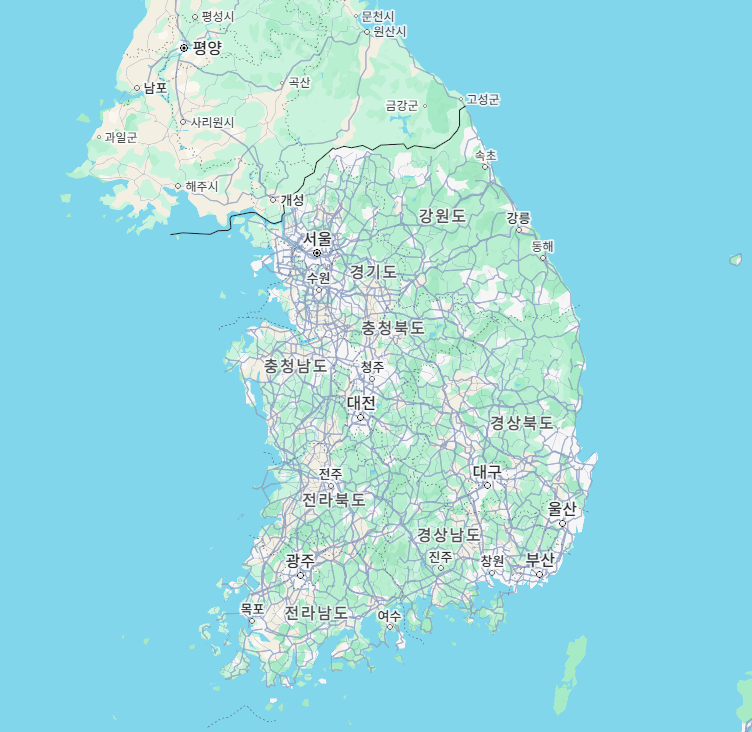 평성시
문천시
원산시
평양
곡산
남포
금강군
고성군
사리원시
과일군
속초
해주시
개성
강원도
강릉
서울
동해
경기도
수원
충청북도
충청남도
청주
대전
경상북도
대구
전주
전라북도
울산
경상남도
광주
진주
창원
부산
목포
전라남도
여수